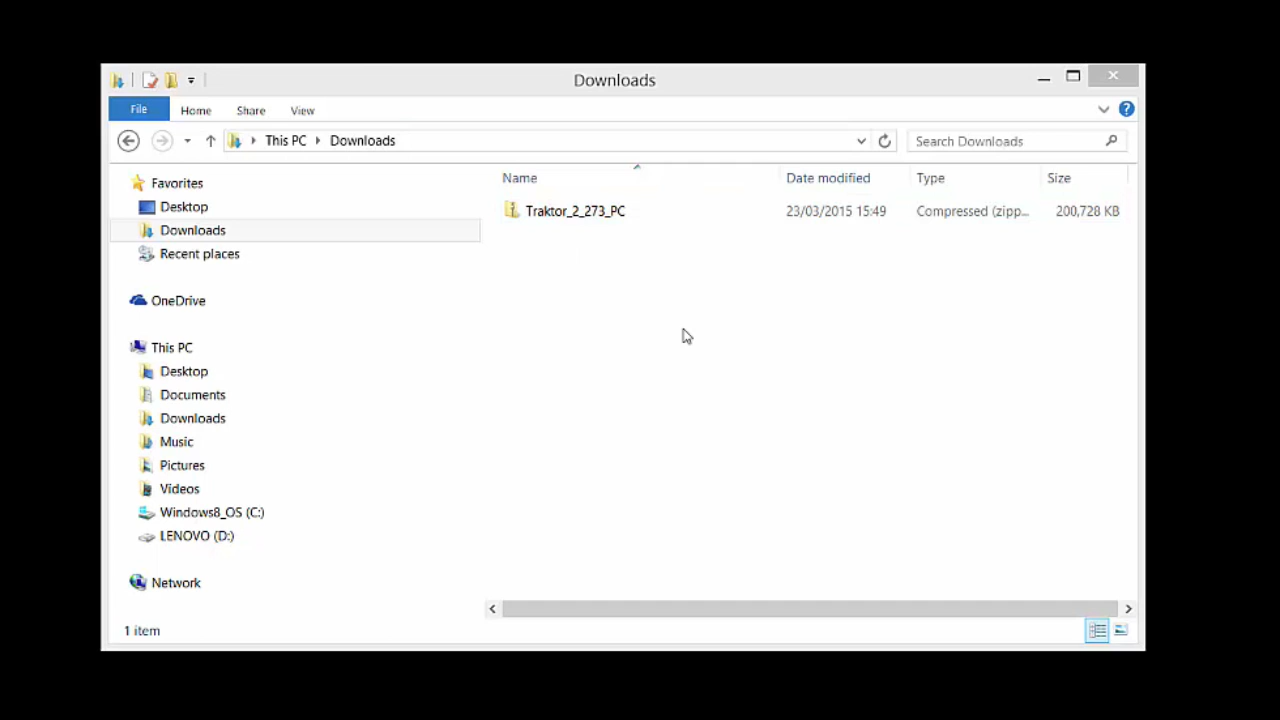 Downloads
File Home Share View
This PC Downloads
Search Downloads
Name Date modified Type Size
Traktor_2_273_PC 23/03/2015 15:49 Compressed (zipp... 200,728 KB
Favorites
Desktop
Downloads
Recent places
OneDrive
This PC
Desktop
Documents
Downloads
Music
Pictures
Videos
Windows8_OS (C:)
LENOVO (D:)
Network
1 item